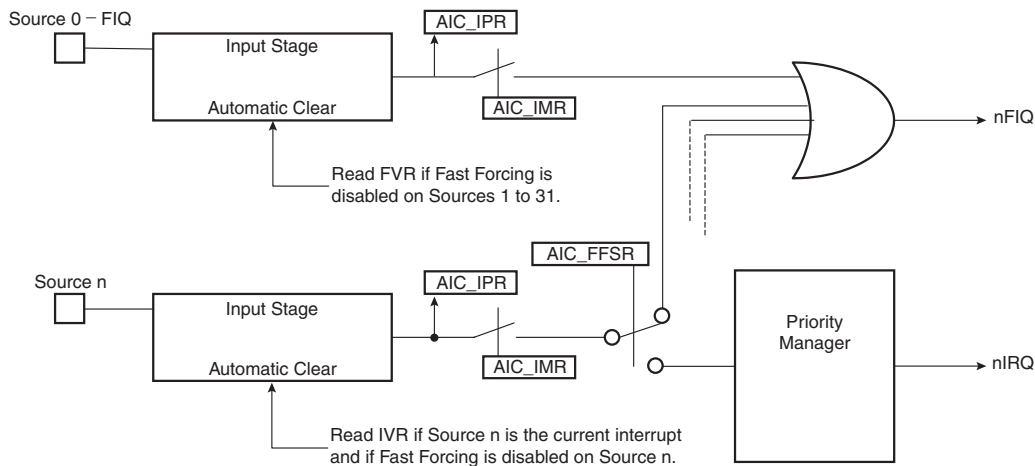 Source 0 – FIQ
AIC_IPR
Input Stage
Automatic Clear
AIC_IMR
nFIQ
Read FVR if Fast Forcing is
disabled on Sources 1 to 31.
AIC_FFSR
Source n
AIC_IPR
Input Stage
Priority
Manager
Automatic Clear
AIC_IMR
nIRQ
Read IVR if Source n is the current interrupt
and if Fast Forcing is disabled on Source n.